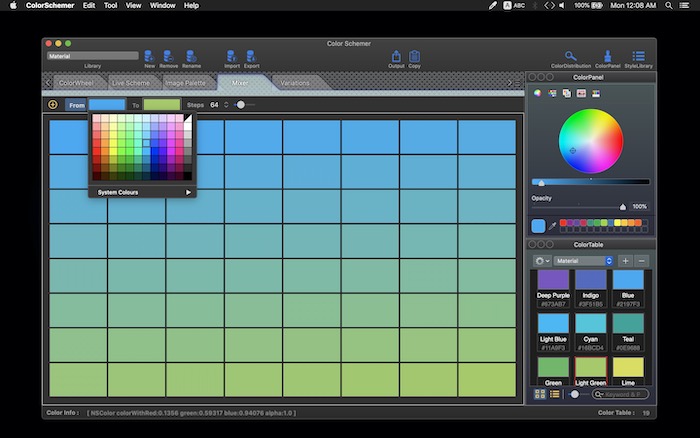 ColorSchemer Edit Tool View Window Help
A ABC 100% Mon 12:08 AM
Color Schemer
Material
Library New Remove Rename Import Export Output Copy ColorDistribution ColorPanel StyleLibrary
ColorWheel Live Scheme Image Palette Mixer Variations
From To Steps 64
System Colours
ColorPanel
Opacity
100%
ColorTable
Material
Deep Purple Indigo Blue
#673AB7 #3F51B5 #2197F3
Light Blue Cyan Teal
#11A9F3 #16BCD4 #0E9688
Green Light Green Lime
Keyword & F
Color Info : [ NSColor colorWithRed:0.1356 green:0.59317 blue:0.94076 alpha:1.0 ] Color Table : 19